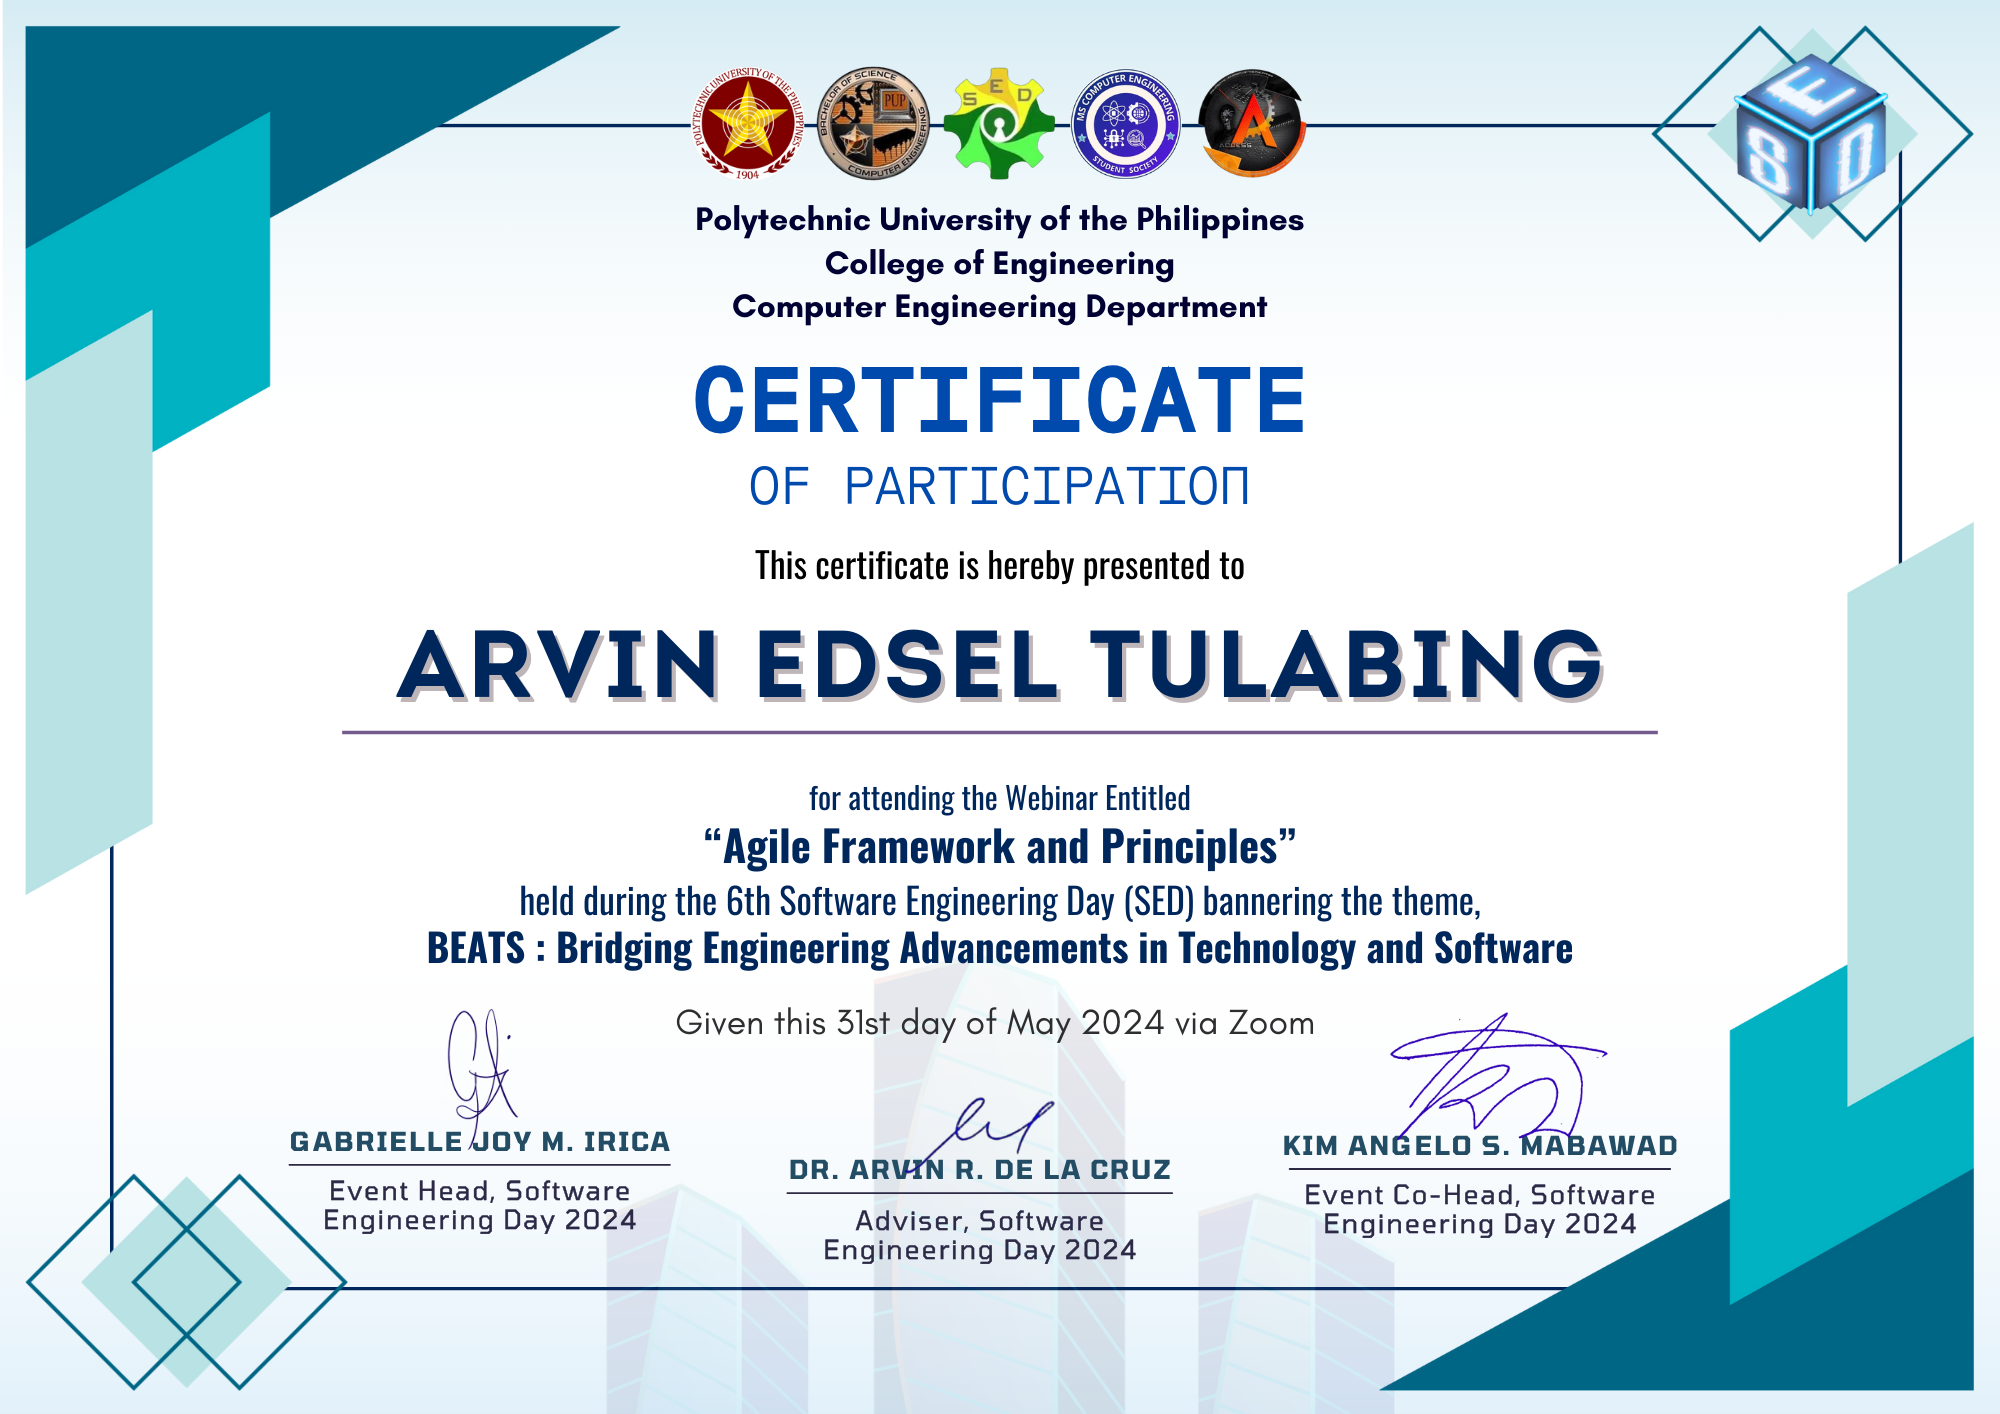 POLYTECHNIC UNIVERSITY OF THE PHILIPPINES
1904
BACHELOR OF SCIENCE
PUP
COMPUTER ENGINEERING
SED
MS COMPUTER ENGINEERING
STUDENT SOCIETY
A
ACCESS
E
S D
Polytechnic University of the Philippines
College of Engineering
Computer Engineering Department
CERTIFICATE
OF PARTICIPATION
This certificate is hereby presented to
ARVIN EDSEL TULABING
for attending the Webinar Entitled
“Agile Framework and Principles”
held during the 6th Software Engineering Day (SED) bannering the theme,
BEATS : Bridging Engineering Advancements in Technology and Software
Given this 31st day of May 2024 via Zoom
GABRIELLE JOY M. IRICA
Event Head, Software
Engineering Day 2024
DR. ARVIN R. DE LA CRUZ
Adviser, Software
Engineering Day 2024
KIM ANGELO S. MABAWAD
Event Co-Head, Software
Engineering Day 2024